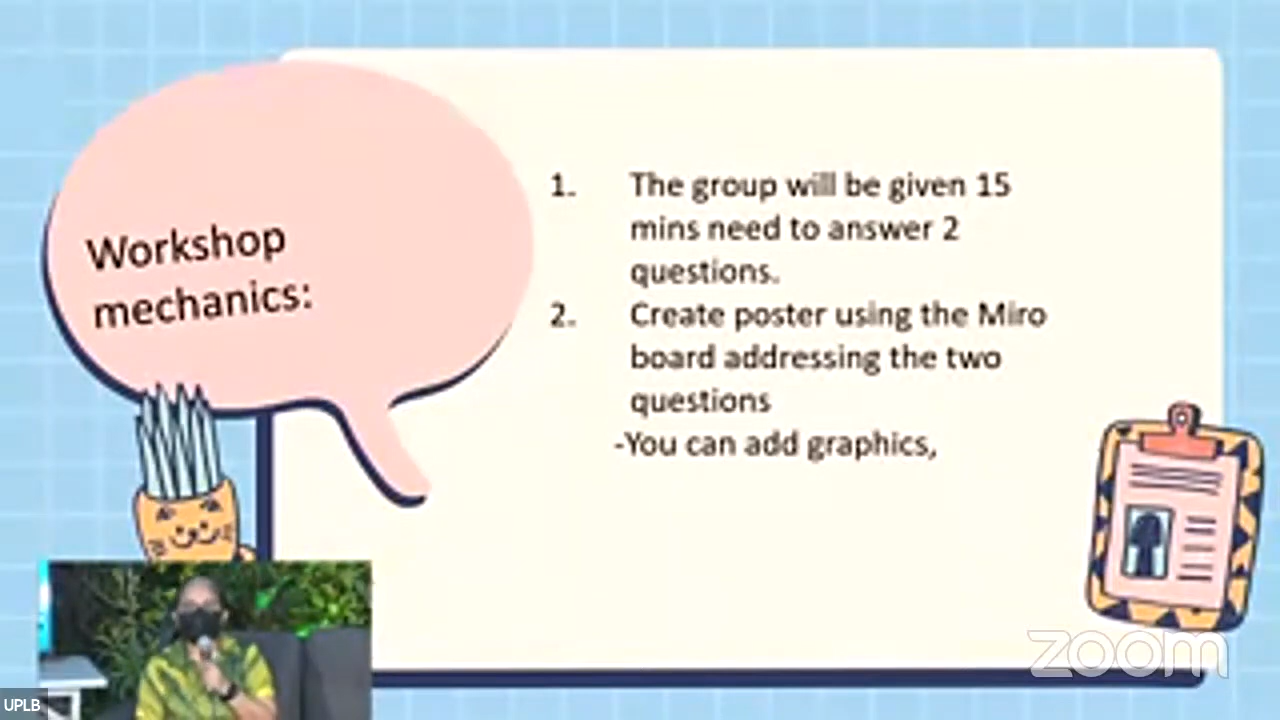 Workshop
mechanics:
1. The group will be given 15
mins need to answer 2
questions.
2. Create poster using the Miro
board addressing the two
questions
-You can add graphics,
zoom
UPLB